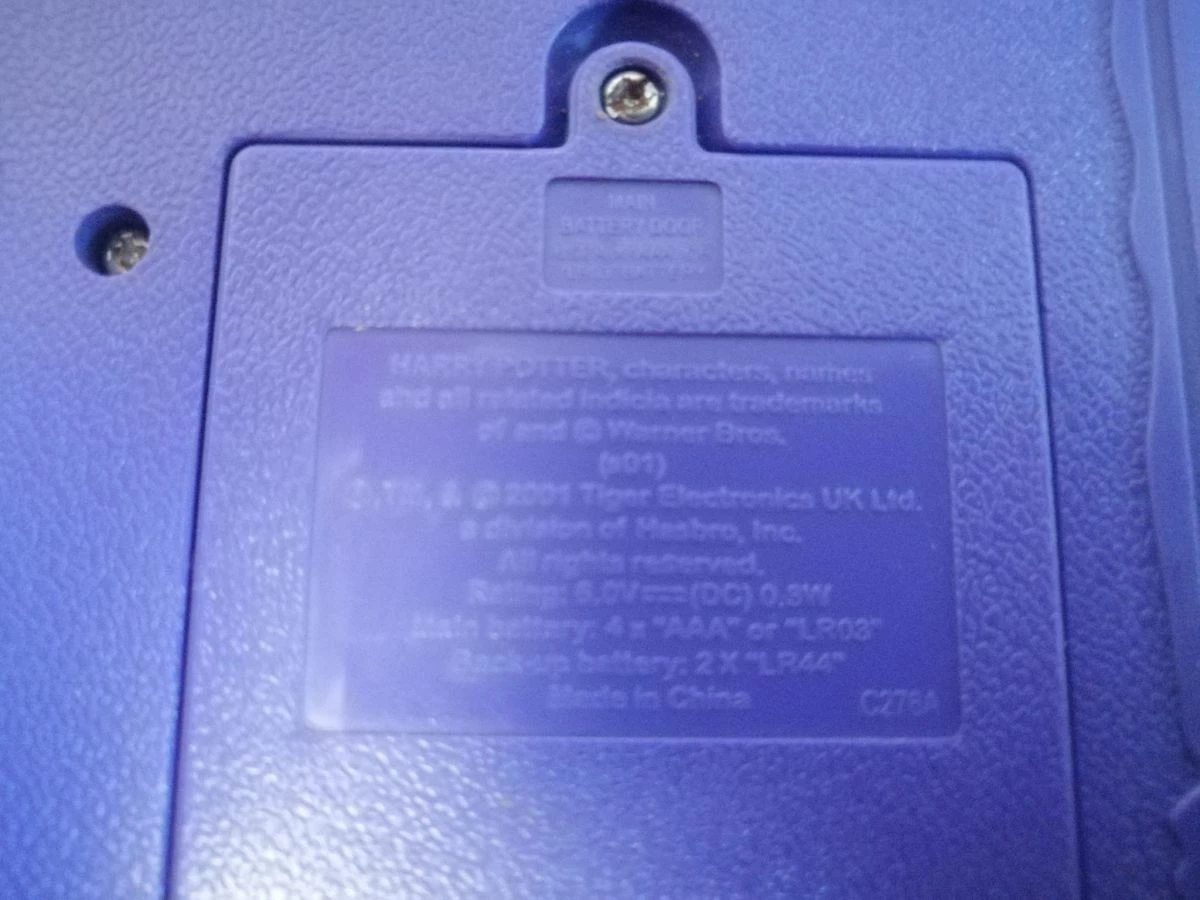 MAIN
BATTERY DOOR
HARRY POTTER, characters, names
and all related indicia are trademarks
of and © Warner Bros.
(s01)
®, TM, & © 2001 Tiger Electronics UK Ltd.
a division of Hasbro, Inc.
All rights reserved.
Rating: 6.0V⎓(DC) 0.3W
Main battery: 4 x "AAA" or "LR03"
Back-up battery: 2 X "LR44"
Made in China
C276A